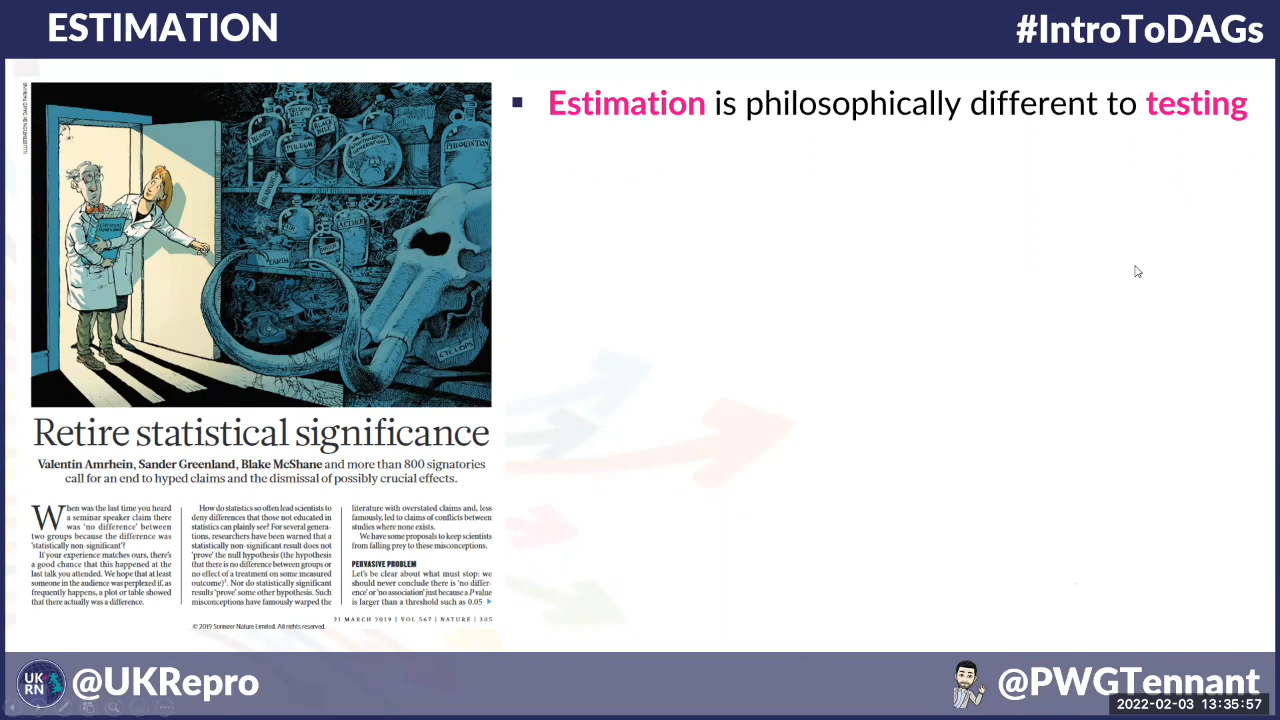 ESTIMATION
#IntroToDAGs
Estimation is philosophically different to testing
PHLEGM
SPONTANEOUS
GENERATION
PHLOGISTON
AETHER
EARTH
CYCLOPS
Retire statistical significance
Valentin Amrhein, Sander Greenland, Blake McShane and more than 800 signatories
call for an end to hyped claims and the dismissal of possibly crucial effects.
When was the last time you heard
a seminar speaker claim there
was ‘no difference’ between
two groups because the difference was
‘statistically non-significant’?
If your experience matches ours, there’s
a good chance that this happened at the
last talk you attended. We hope that at least
someone in the audience was perplexed if, as
frequently happens, a plot or table showed
that there actually was a difference.
How do statistics so often lead scientists to
deny differences that those not educated in
statistics can plainly see? For several genera-
tions, researchers have been warned that a
statistically non-significant result does not
‘prove’ the null hypothesis (the hypothesis
that there is no difference between groups or
no effect of a treatment on some measured
outcome)1. Nor do statistically significant
results ‘prove’ some other hypothesis. Such
misconceptions have famously warped the
literature with overstated claims and, less
famously, led to claims of conflicts between
studies where none exists.
We have some proposals to keep scientists
from falling prey to these misconceptions.
PERVASIVE PROBLEM
Let’s be clear about what must stop: we
should never conclude there is ‘no differ-
ence’ or ‘no association’ just because a P value
is larger than a threshold such as 0.05
21 MARCH 2019 | VOL 567 | NATURE | 305
© 2019 Springer Nature Limited. All rights reserved.
UK
RN
@UKRepro
@PWGTennant
2022-02-03 13:35:57